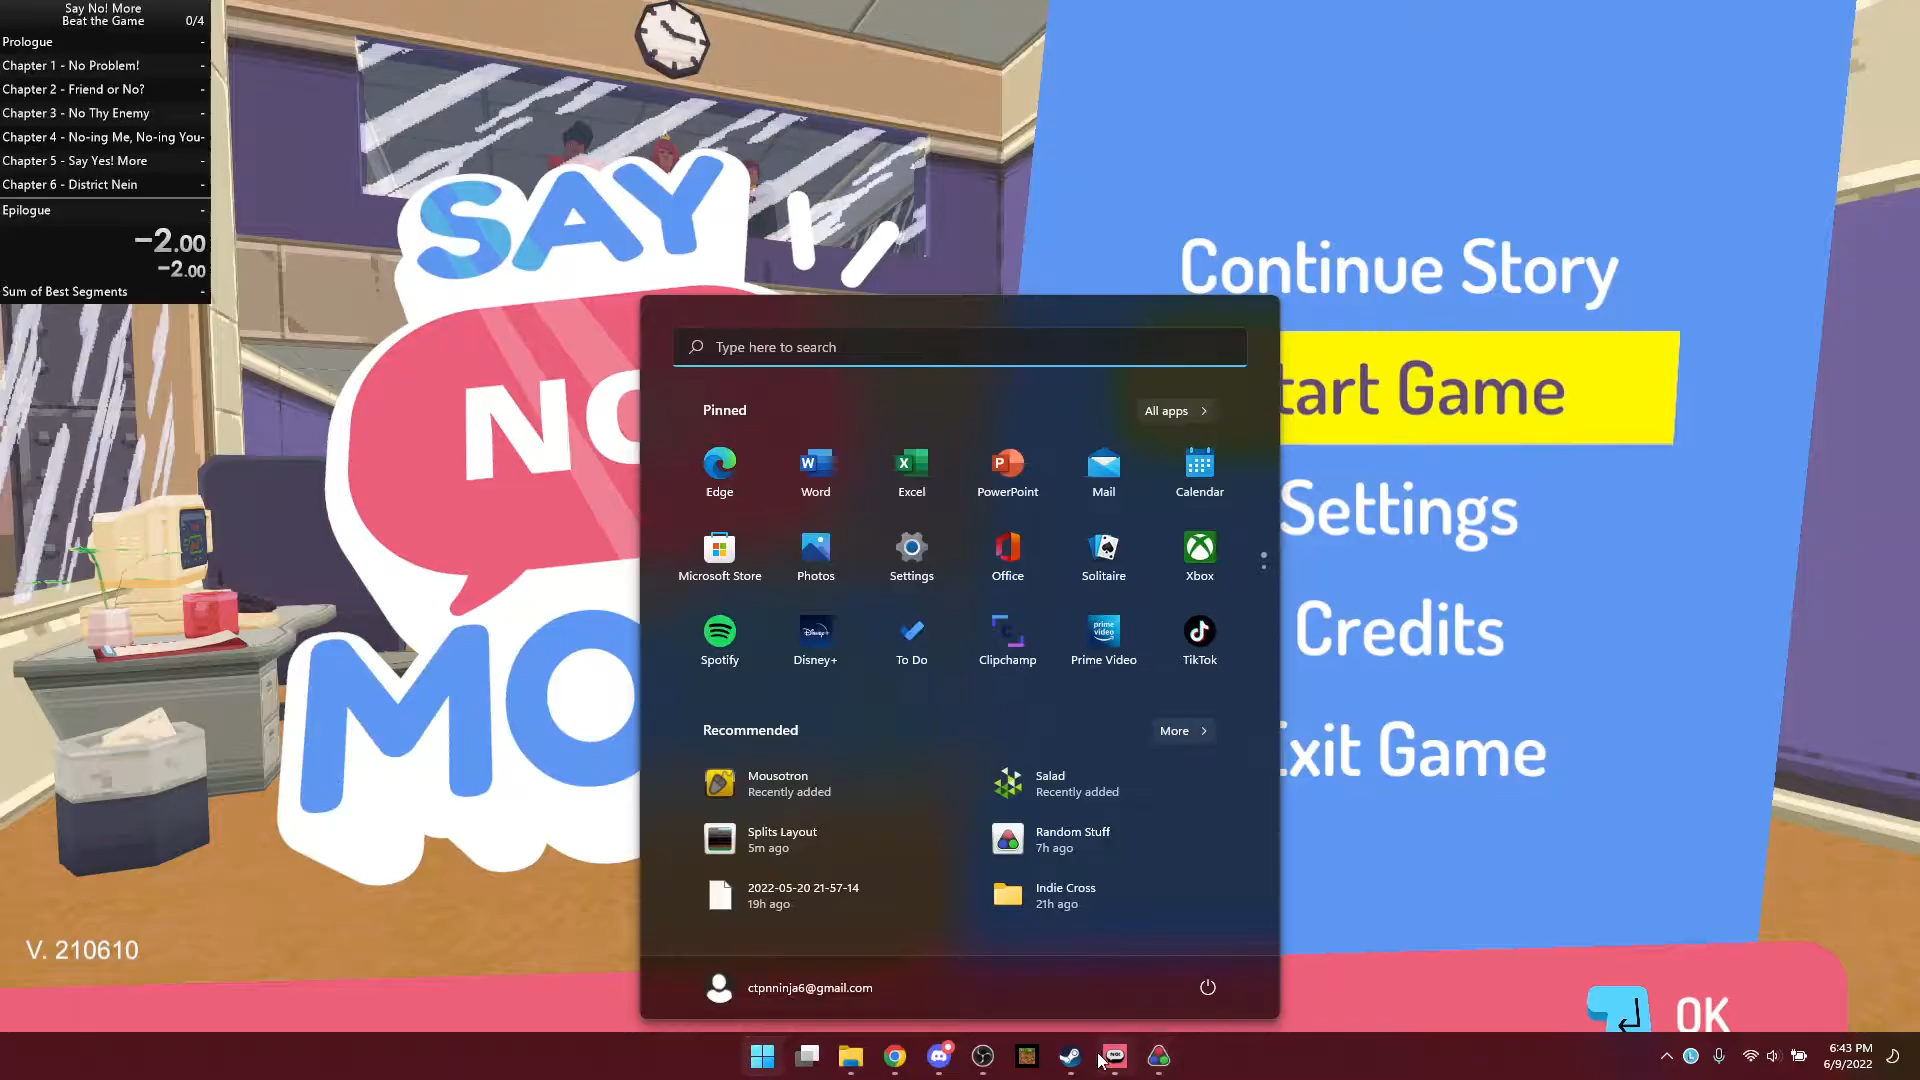 Say No! More
Beat the Game 0/4
Prologue -
Chapter 1 - No Problem! -
Chapter 2 - Friend or No? -
Chapter 3 - No Thy Enemy -
Chapter 4 - No-ing Me, No-ing You-
Chapter 5 - Say Yes! More -
Chapter 6 - District Nein -
Epilogue -
−2.00
−2.00
Sum of Best Segments -
SAY
NO
MO
V. 210610
Continue Story
tart Game
Settings
Credits
xit Game
OK
Type here to search
Pinned
All apps
Edge
Word
Excel
PowerPoint
Mail
Calendar
Microsoft Store
Photos
Settings
Office
Solitaire
Xbox
Spotify
Disney+
To Do
Clipchamp
Prime Video
TikTok
Recommended
More
Mousotron
Recently added
Salad
Recently added
Splits Layout
5m ago
Random Stuff
7h ago
2022-05-20 21-57-14
19h ago
Indie Cross
21h ago
ctpnninja6@gmail.com
6:43 PM
6/9/2022